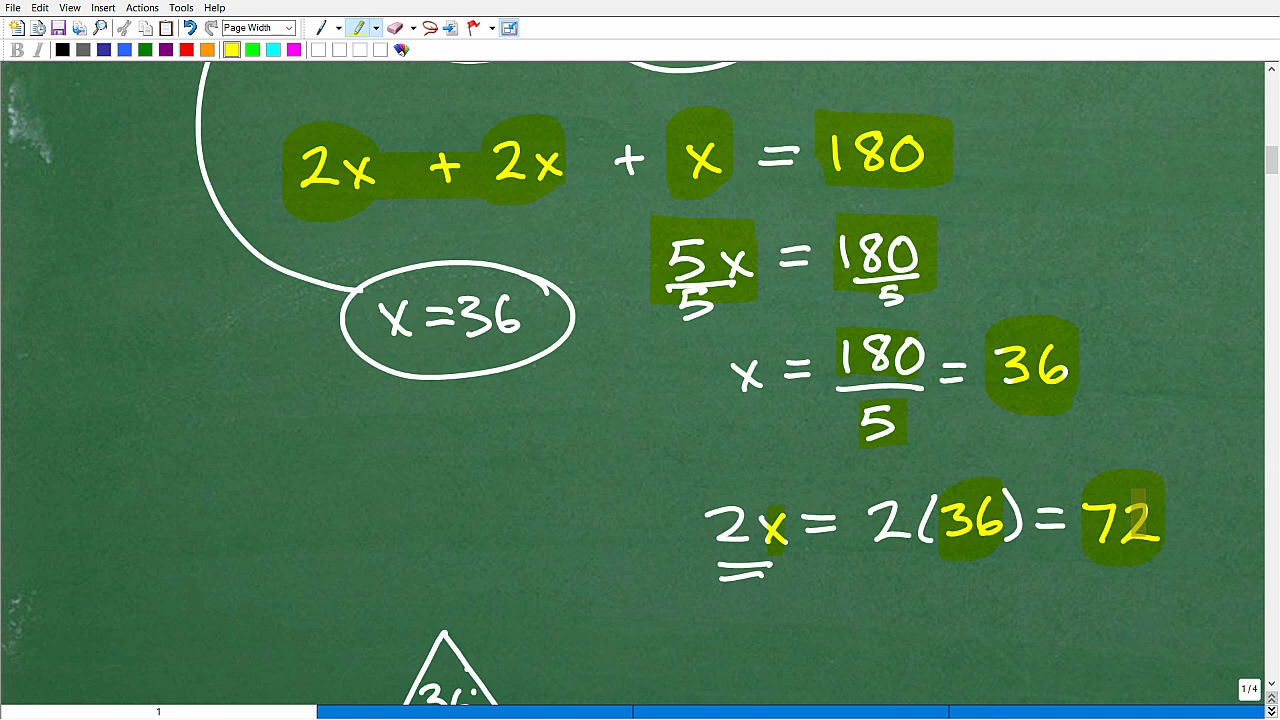 File Edit View Insert Actions Tools Help
Page Width
B I
2x + 2x + x = 180
5x/5 = 180/5
x = 36
x = 180/5 = 36
2x = 2(36) = 72
36°
1/4
1